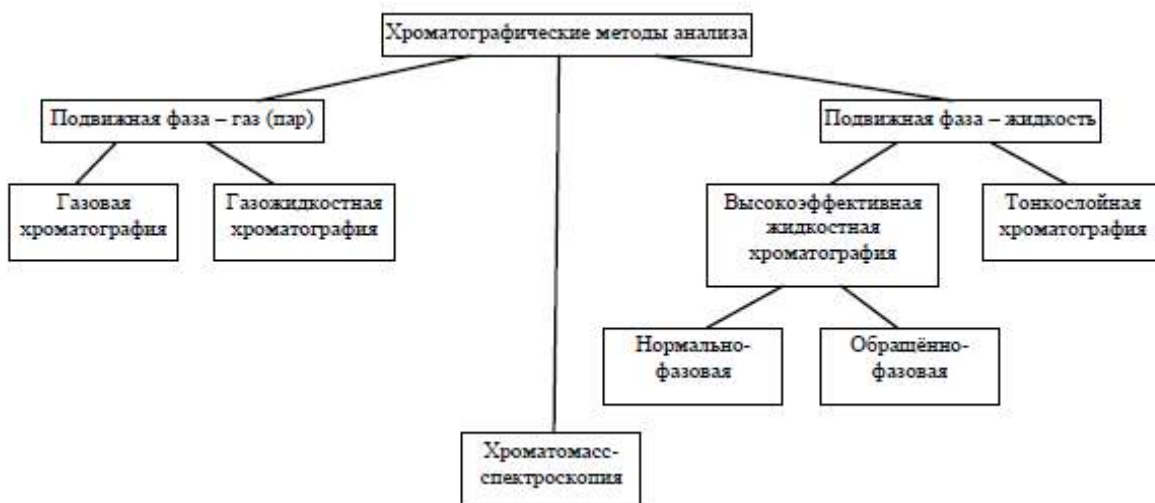 Хроматографические методы анализа
Подвижная фаза – газ (пар)
Подвижная фаза – жидкость
Газовая
хроматография
Газожидкостная
хроматография
Высокоэффективная
жидкостная
хроматография
Тонкослойная
хроматография
Нормально-
фазовая
Обращённо-
фазовая
Хроматомасс-
спектроскопия